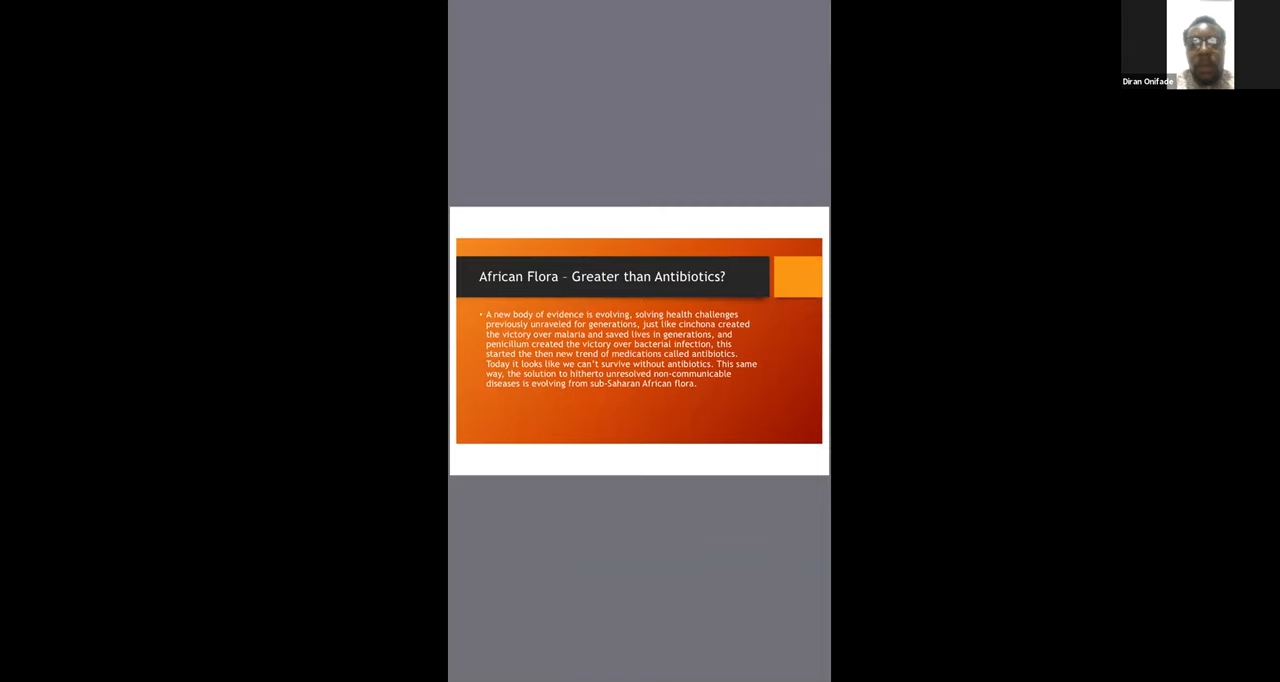 Diran Onifade
African Flora – Greater than Antibiotics?
• A new body of evidence is evolving, solving health challenges
previously unraveled for generations, just like cinchona created
the victory over malaria and saved lives in generations, and
penicillum created the victory over bacterial infection, this
started the then new trend of medications called antibiotics.
Today it looks like we can't survive without antibiotics. This same
way, the solution to hitherto unresolved non-communicable
diseases is evolving from sub-Saharan African flora.